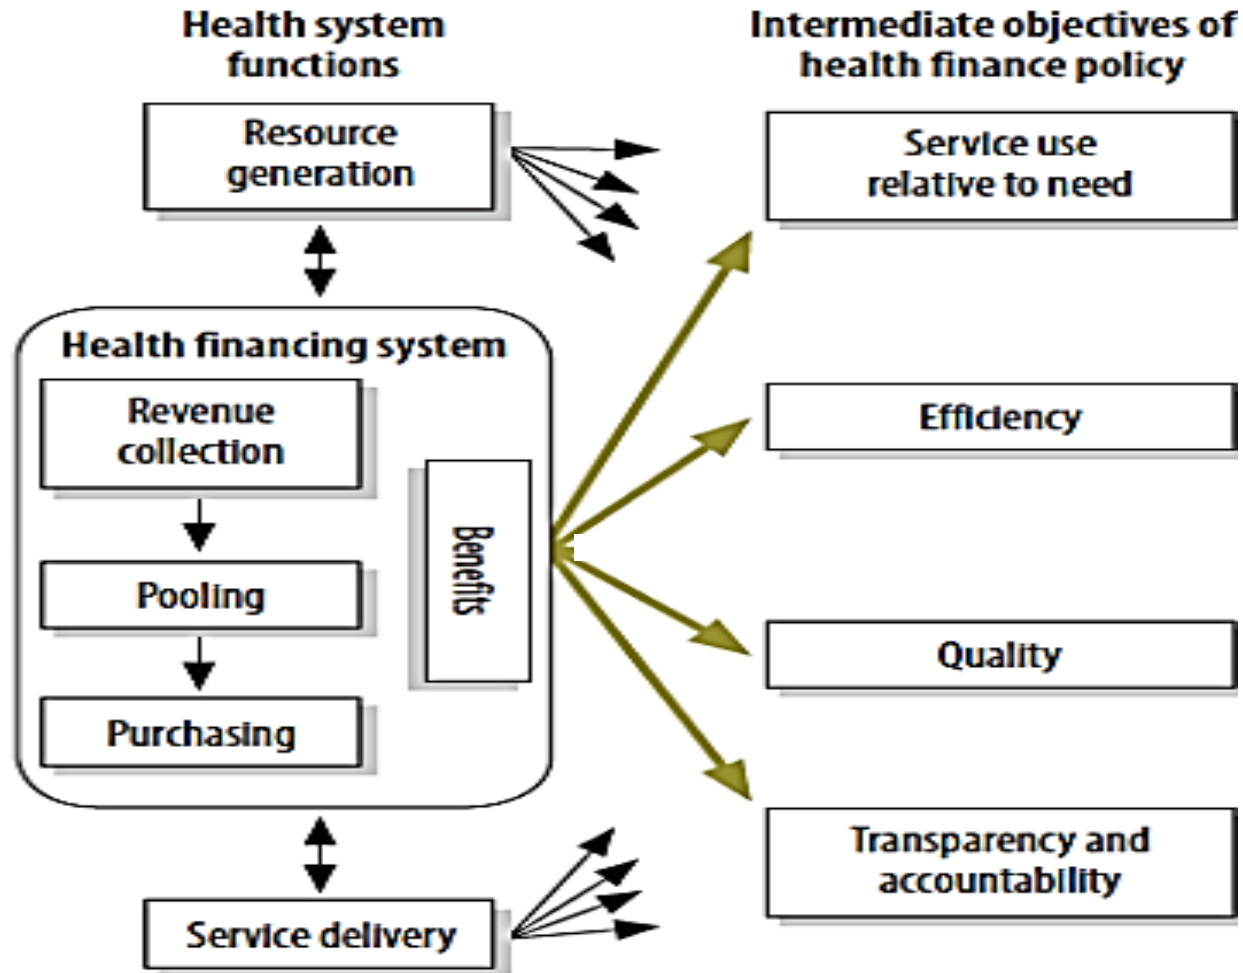 Health system
functions
Intermediate objectives of
health finance policy
Resource
generation
Service use
relative to need
Health financing system
Revenue
collection
Efficiency
Benefits
Pooling
Quality
Purchasing
Transparency and
accountability
Service delivery